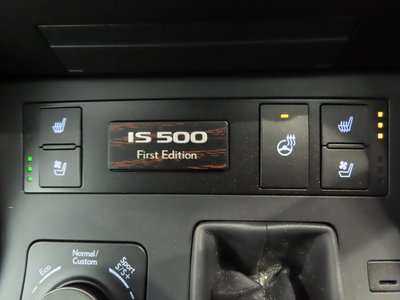 IS 500
First Edition
Normal/
Custom
Eco
Sport
S/S+